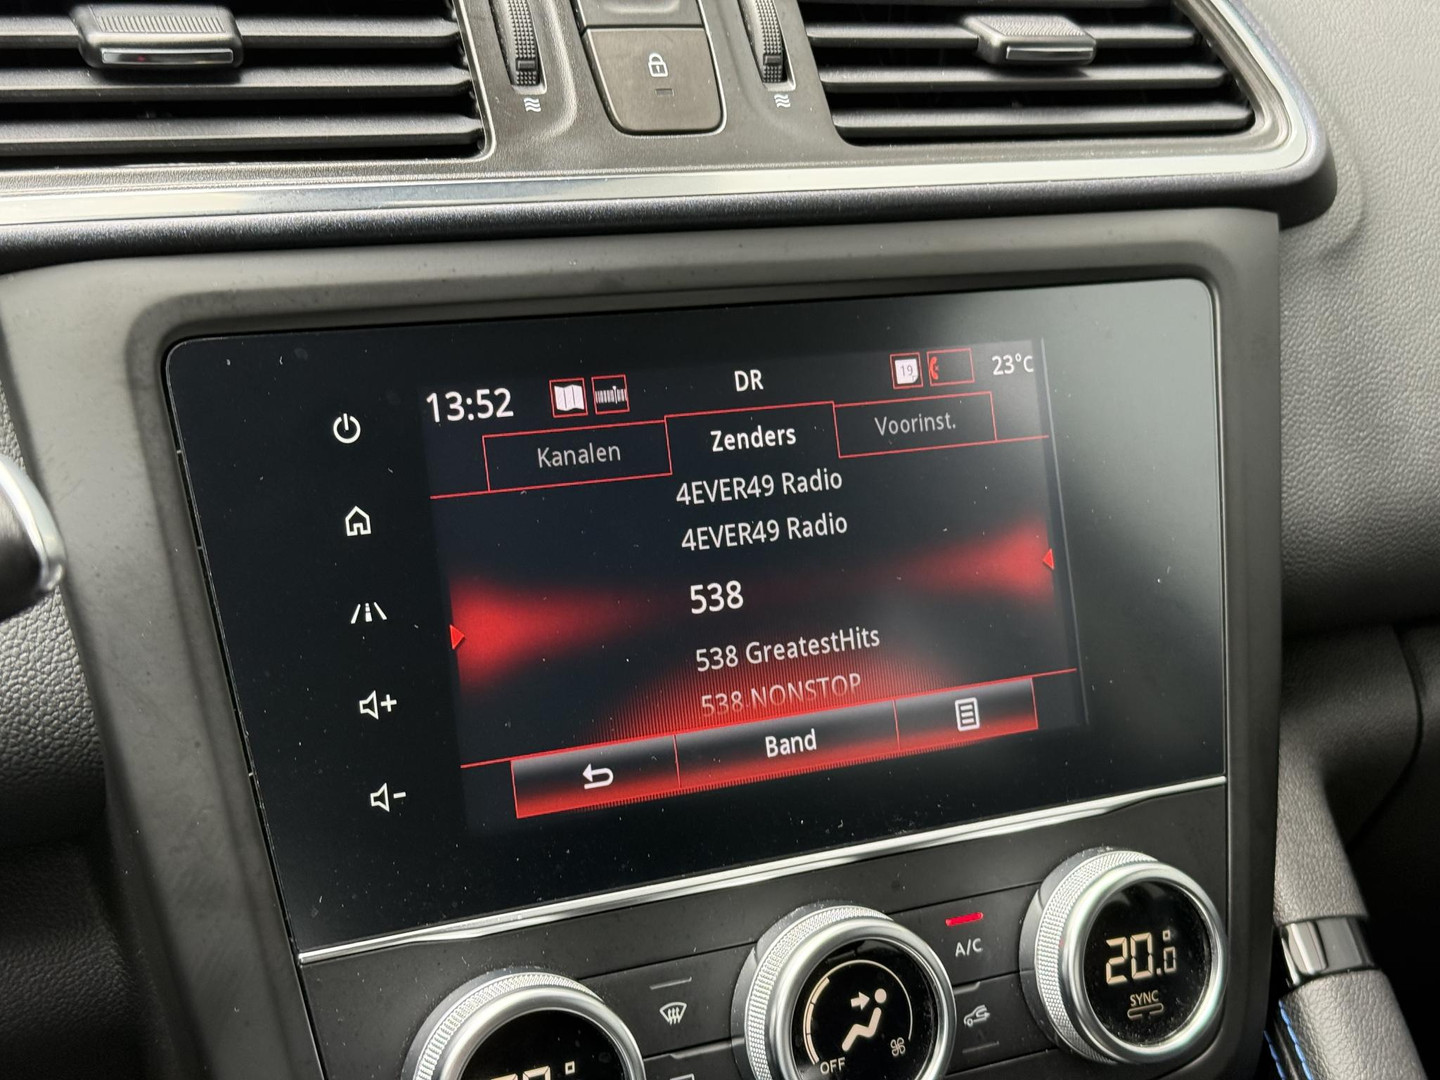 13:52 DR 19 23°C
Kanalen Zenders Voorinst.
4EVER49 Radio
4EVER49 Radio
538
538 GreatestHits
538 NONSTOP
Band
A/C
20.0
SYNC
OFF